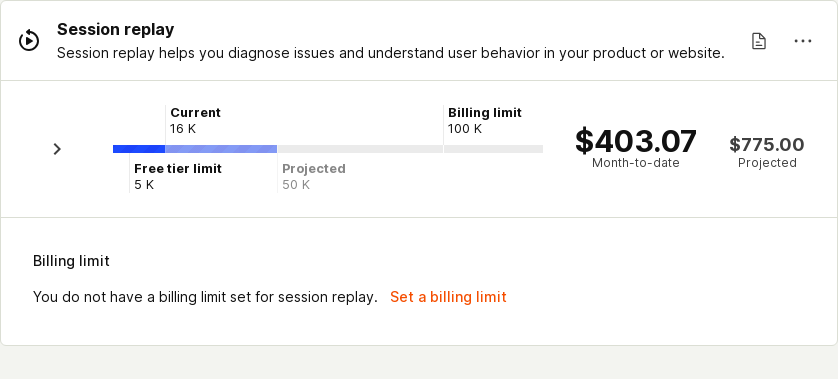 Session replay
Session replay helps you diagnose issues and understand user behavior in your product or website.
Current
16 K
Billing limit
100 K
Free tier limit
5 K
Projected
50 K
$403.07
Month-to-date
$775.00
Projected
Billing limit
You do not have a billing limit set for session replay. Set a billing limit